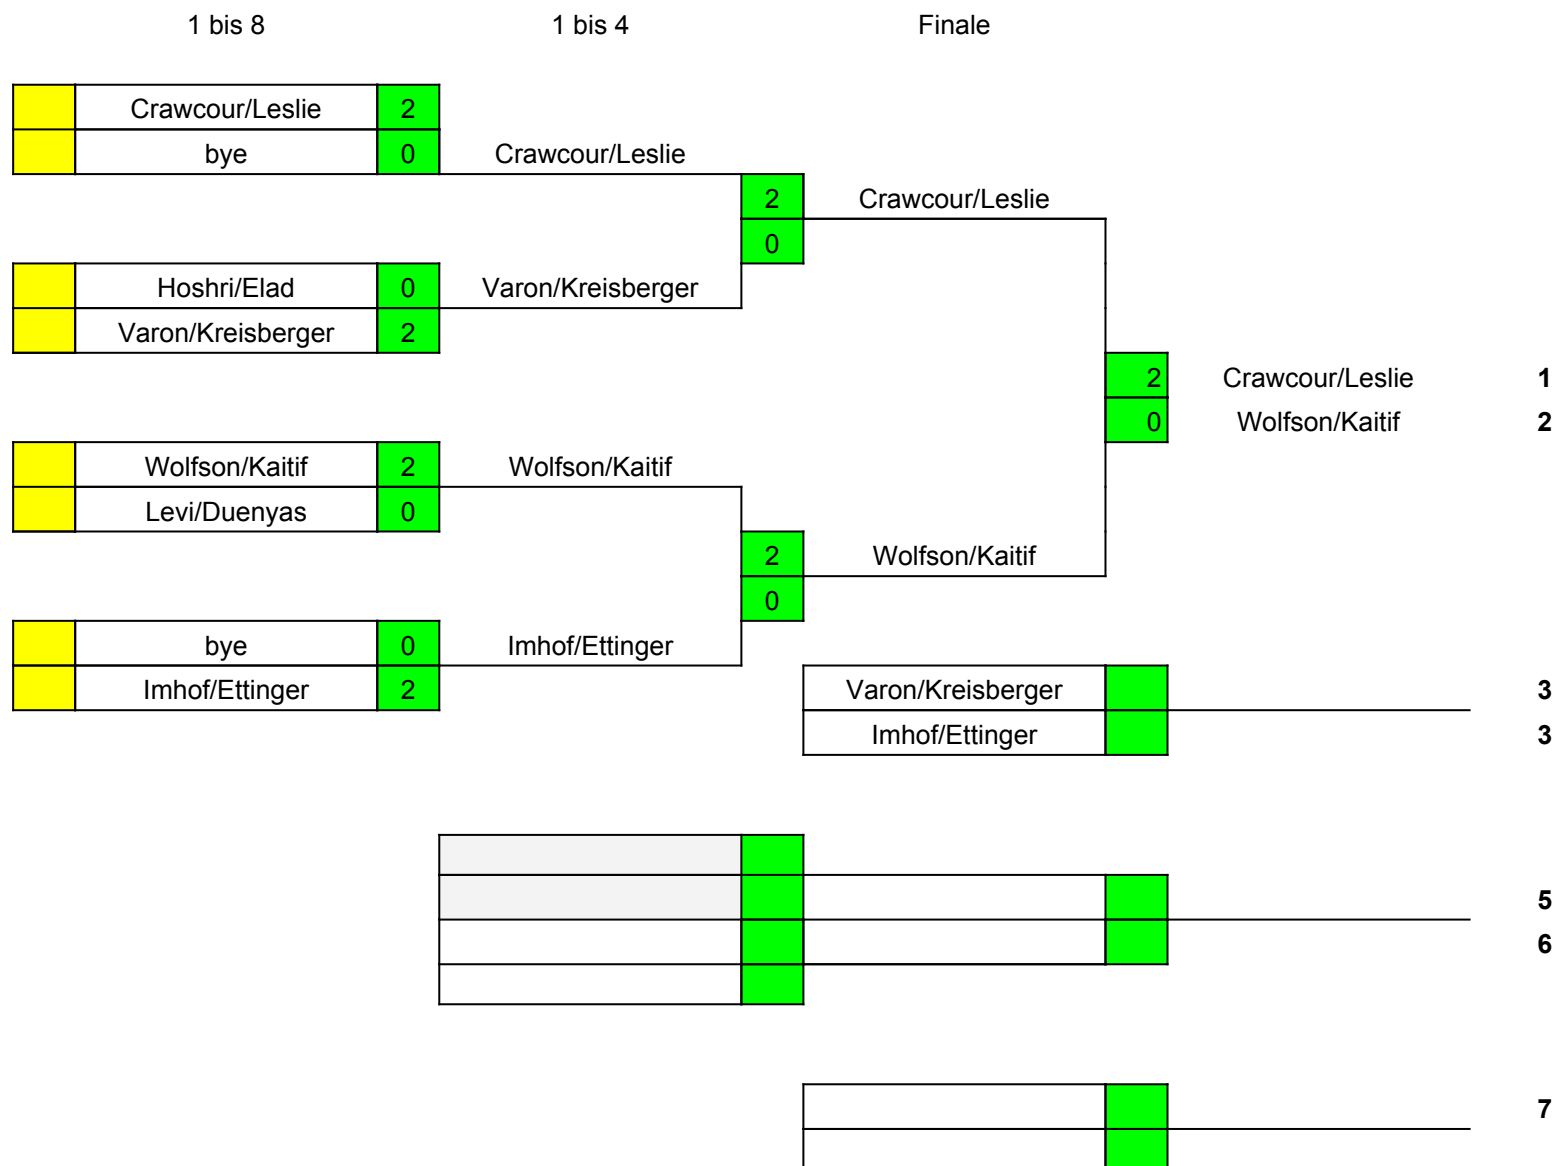 1 bis 8 1 bis 4 Finale
Crawcour/Leslie 2
bye 0 Crawcour/Leslie
2 Crawcour/Leslie
0
Hoshri/Elad 0 Varon/Kreisberger
Varon/Kreisberger 2
2 Crawcour/Leslie 1
0 Wolfson/Kaitif 2
Wolfson/Kaitif 2 Wolfson/Kaitif
Levi/Duenyas 0
2 Wolfson/Kaitif
0
bye 0 Imhof/Ettinger
Imhof/Ettinger 2 Varon/Kreisberger 3
Imhof/Ettinger 3
5
6
7